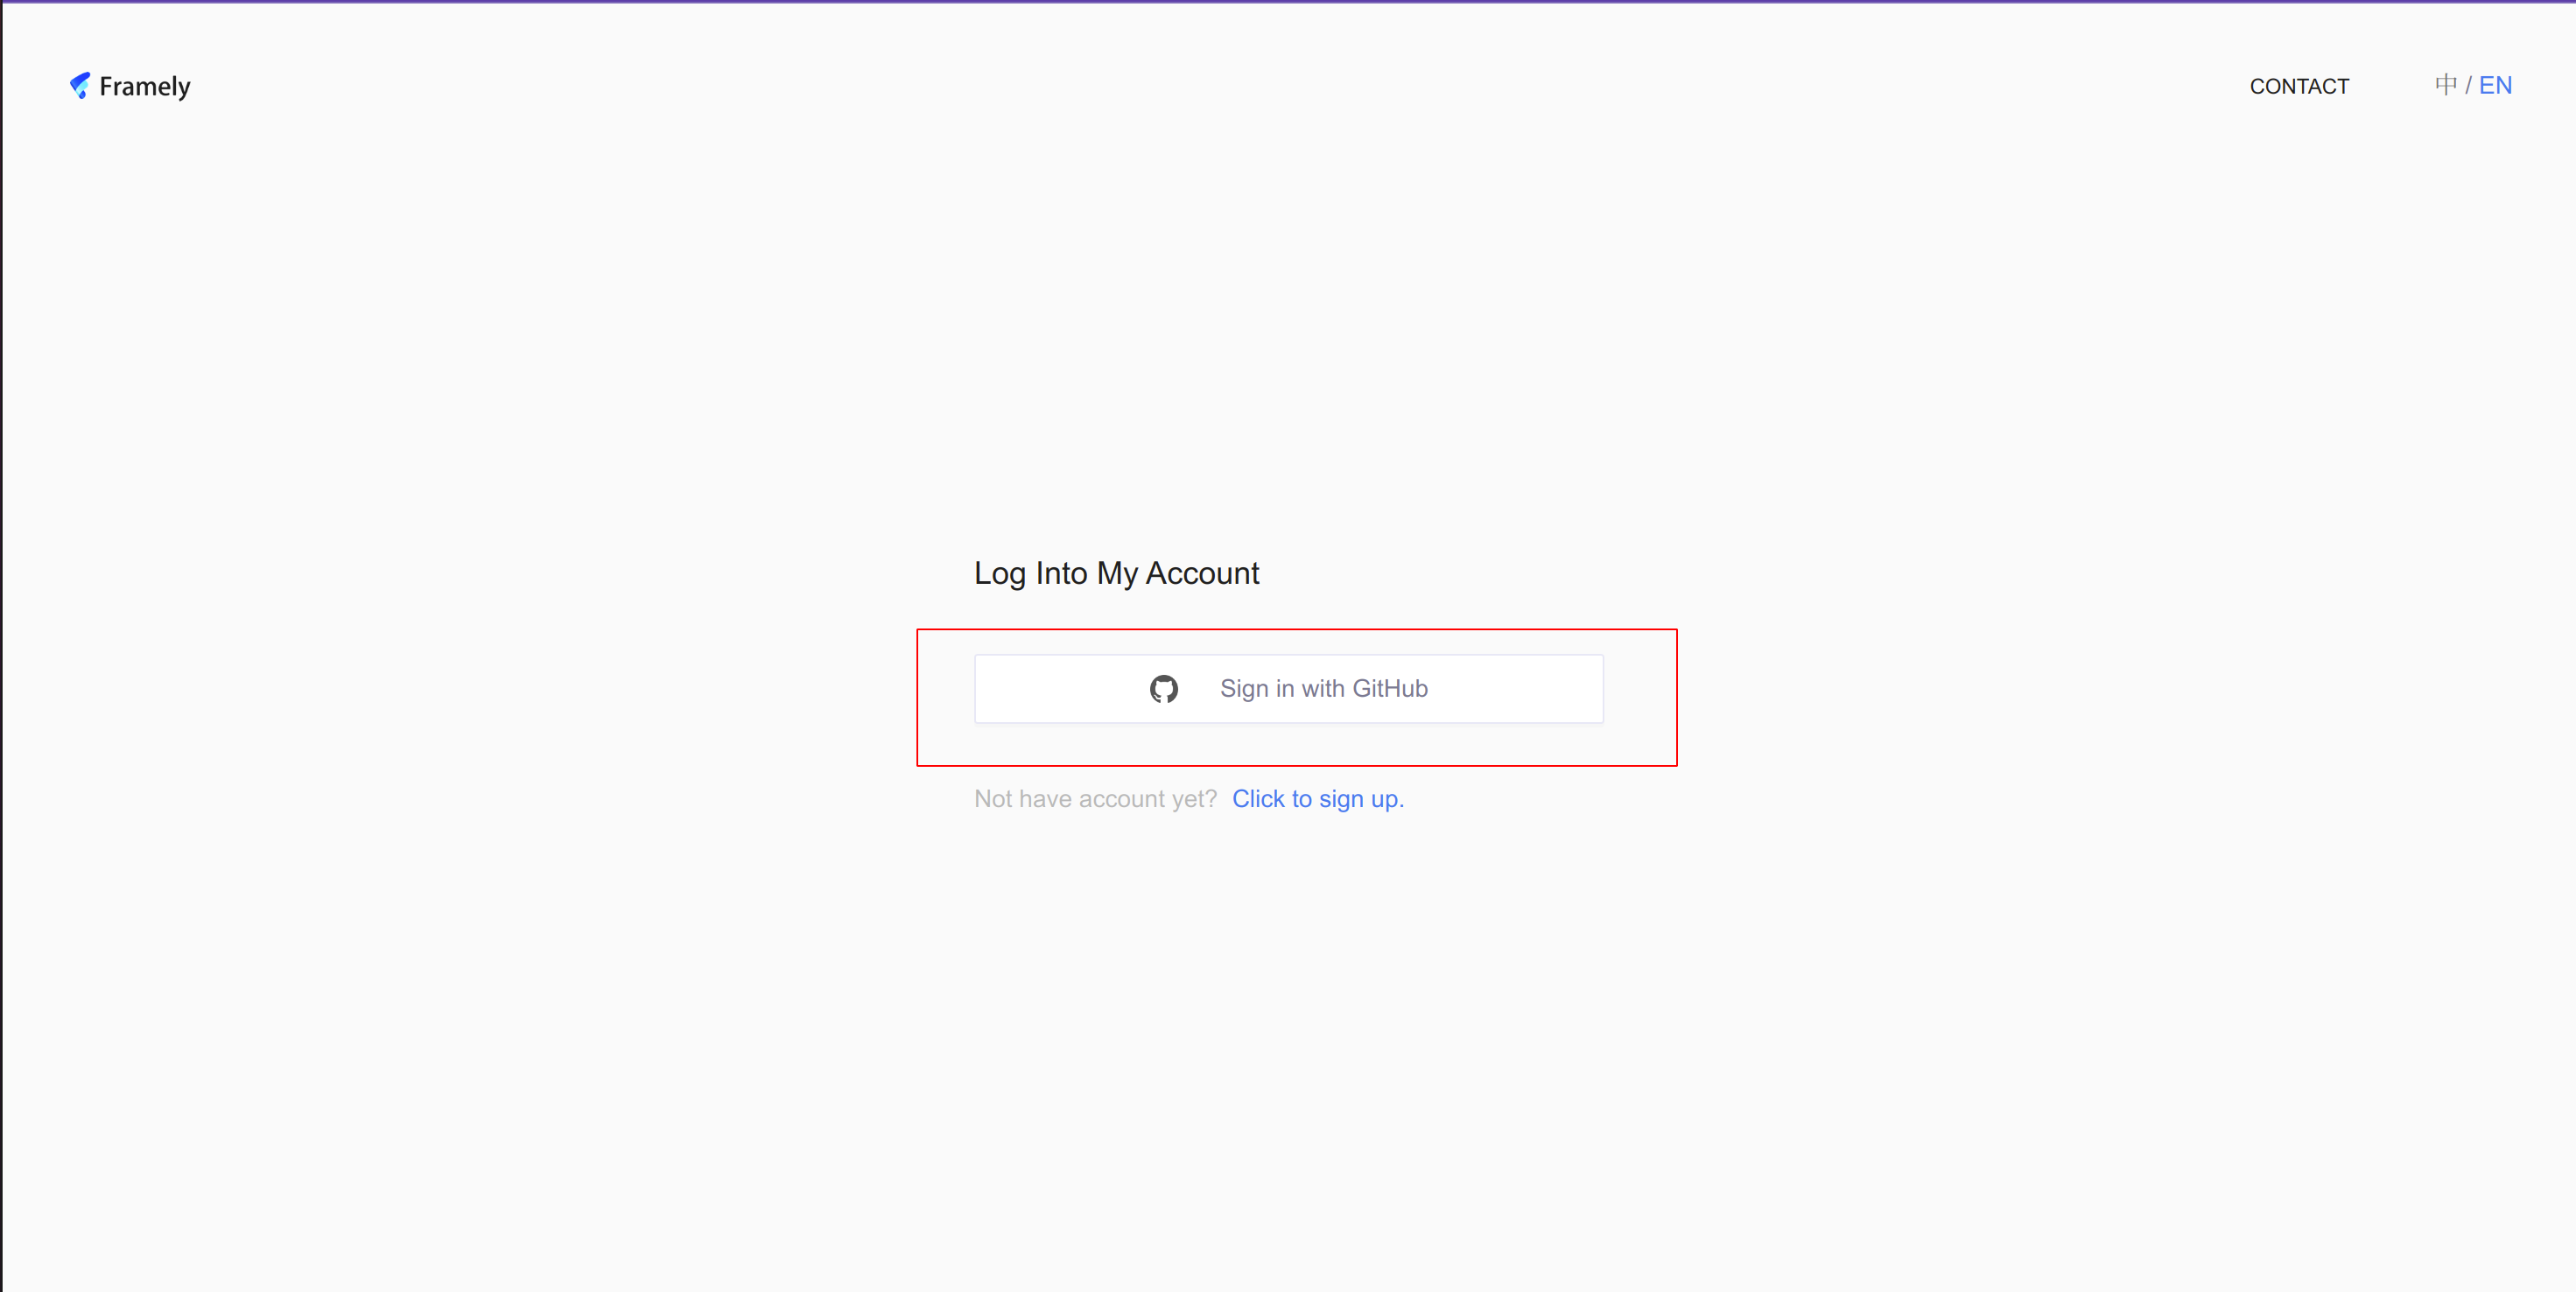 Framely
CONTACT
中 / EN
Log Into My Account
Sign in with GitHub
Not have account yet? Click to sign up.